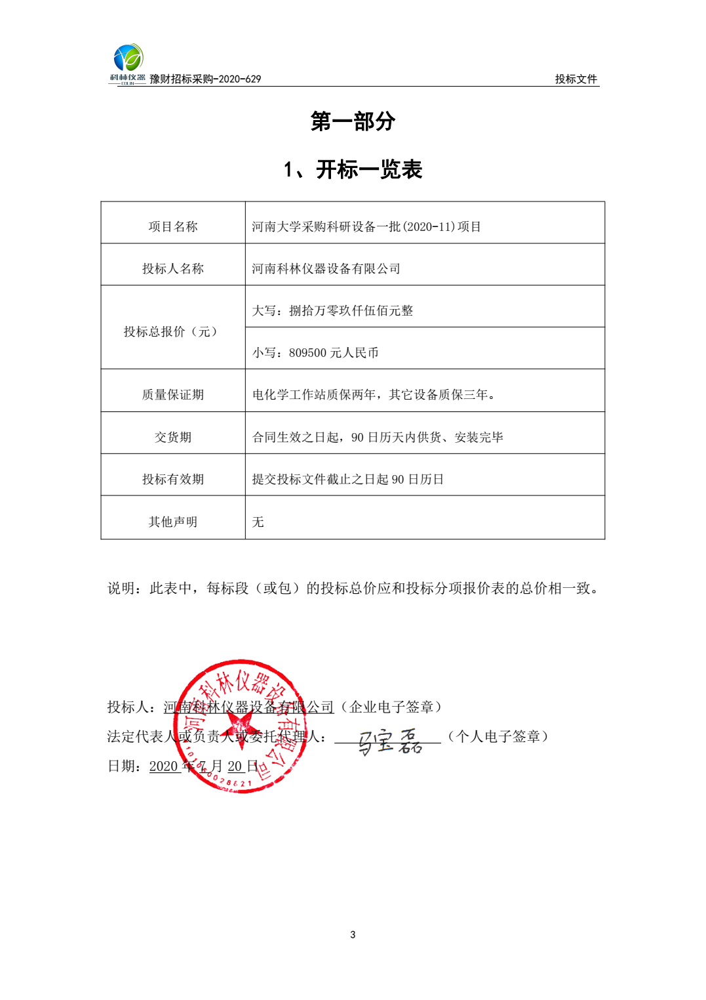 科林仪器
COLIN
豫财招标采购-2020-629
投标文件
第一部分
1、开标一览表
项目名称
河南大学采购科研设备一批(2020-11)项目
投标人名称
河南科林仪器设备有限公司
投标总报价（元）
大写：捌拾万零玖仟伍佰元整
小写：809500 元人民币
质量保证期
电化学工作站质保两年，其它设备质保三年。
交货期
合同生效之日起，90 日历天内供货、安装完毕
投标有效期
提交投标文件截止之日起 90 日历日
其他声明
无
说明：此表中，每标段（或包）的投标总价应和投标分项报价表的总价相一致。
投标人：河南科林仪器设备有限公司（企业电子签章）
法定代表人或负责人或委托代理人：马宝磊（个人电子签章）
日期：2020 年 7 月 20 日
河南科林仪器设备有限公司
3